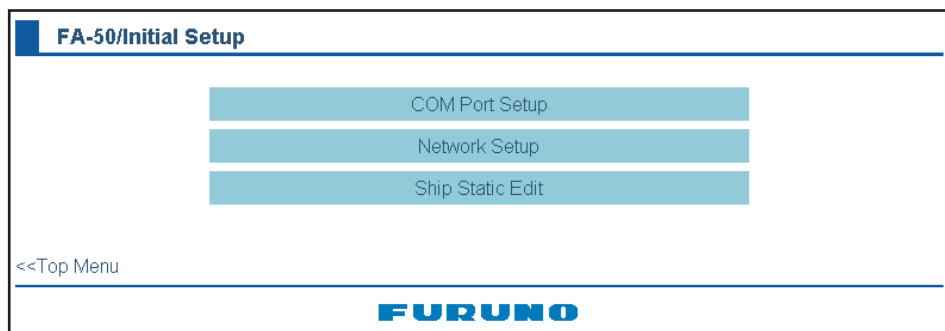 FA-50/Initial Setup
COM Port Setup
Network Setup
Ship Static Edit
<<Top Menu
FURUNO